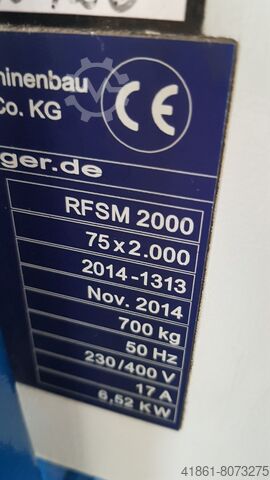 hinenbau
Co. KG
CE
ger.de
RFSM 2000
75 x 2.000
2014-1313
Nov. 2014
700 kg
50 Hz
230/400 V
17 A
6,52 KW
41861-8073275